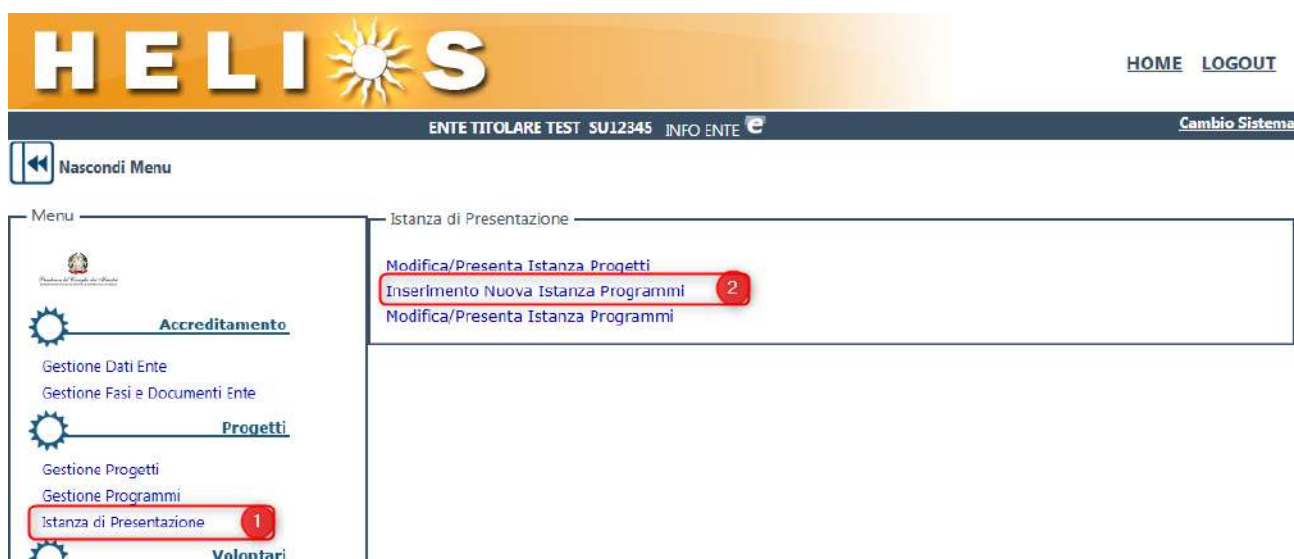 HELIOS
HOME LOGOUT
ENTE TITOLARE TEST SU12345 INFO ENTE e
Cambio Sistema
Nascondi Menu
Menu
Accreditamento
Gestione Dati Ente
Gestione Fasi e Documenti Ente
Progetti
Gestione Progetti
Gestione Programmi
Istanza di Presentazione 1
Volontari
Istanza di Presentazione
Modifica/Presenta Istanza Progetti
Inserimento Nuova Istanza Programmi 2
Modifica/Presenta Istanza Programmi